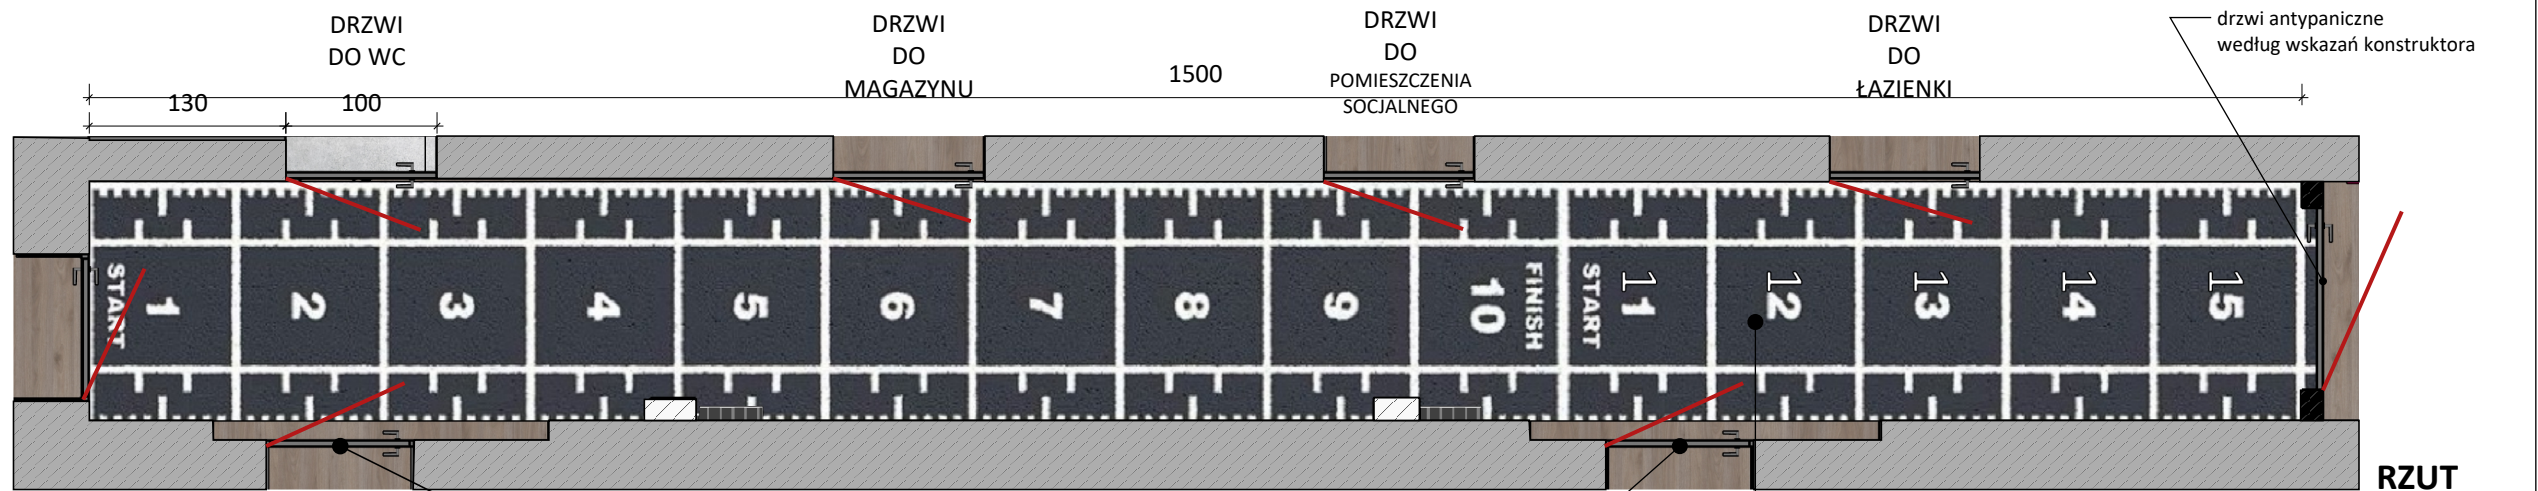 DRZWI
DO WC
DRZWI
DO
MAGAZYNU
DRZWI
DO
POMIESZCZENIA
SOCJALNEGO
DRZWI
DO
ŁAZIENKI
drzwi antypaniczne
według wskazań konstruktora
1500
130
100
START
1
2
3
4
5
6
7
8
9
10
FINISH
START
11
12
13
14
15
RZUT